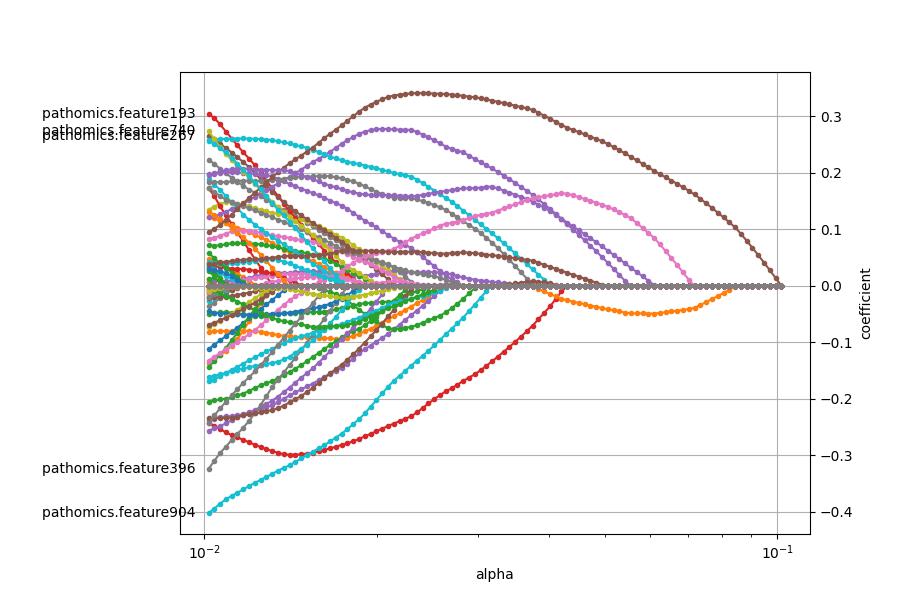 pathomics.feature193
pathomics.feature740
pathomics.feature267
pathomics.feature396
pathomics.feature904
0.3
0.2
0.1
0.0
−0.1
−0.2
−0.3
−0.4
coefficient
10⁻²
10⁻¹
alpha